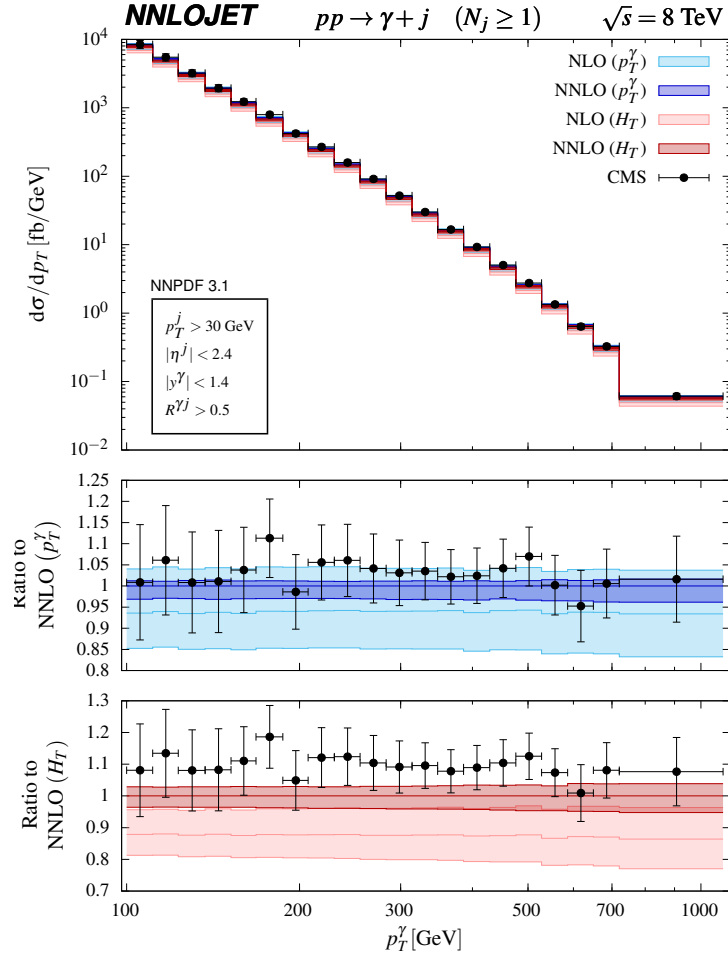 NNLOJET pp → γ + j (N_j ≥ 1) √s = 8 TeV
10^4
10^3
10^2
10^1
10^0
10^−1
10^−2
dσ/dp_T [fb/GeV]
NLO (p_T^γ)
NNLO (p_T^γ)
NLO (H_T)
NNLO (H_T)
CMS
NNPDF 3.1
p_T^j > 30 GeV
|η^j| < 2.4
|y^γ| < 1.4
R^γj > 0.5
1.25
1.2
1.15
1.1
1.05
1
0.95
0.9
0.85
0.8
Ratio to
NNLO (p_T^γ)
1.3
1.2
1.1
1
0.9
0.8
0.7
Ratio to
NNLO (H_T)
100 200 300 400 500 700 1000
p_T^γ [GeV]